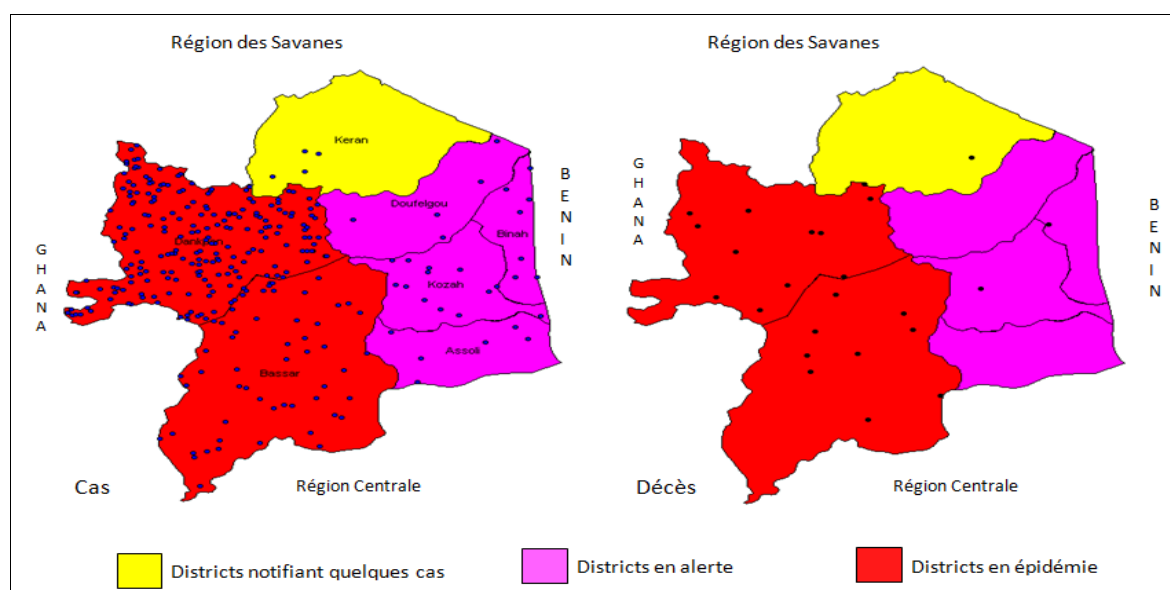 Région des Savanes
Région des Savanes
Keran
BENIN
GHANA
Doufelgou
Binah
Dankpen
GHANA
BENIN
Kozah
Assoli
Bassar
Cas
Région Centrale
Décès
Région Centrale
Districts notifiant quelques cas
Districts en alerte
Districts en épidémie